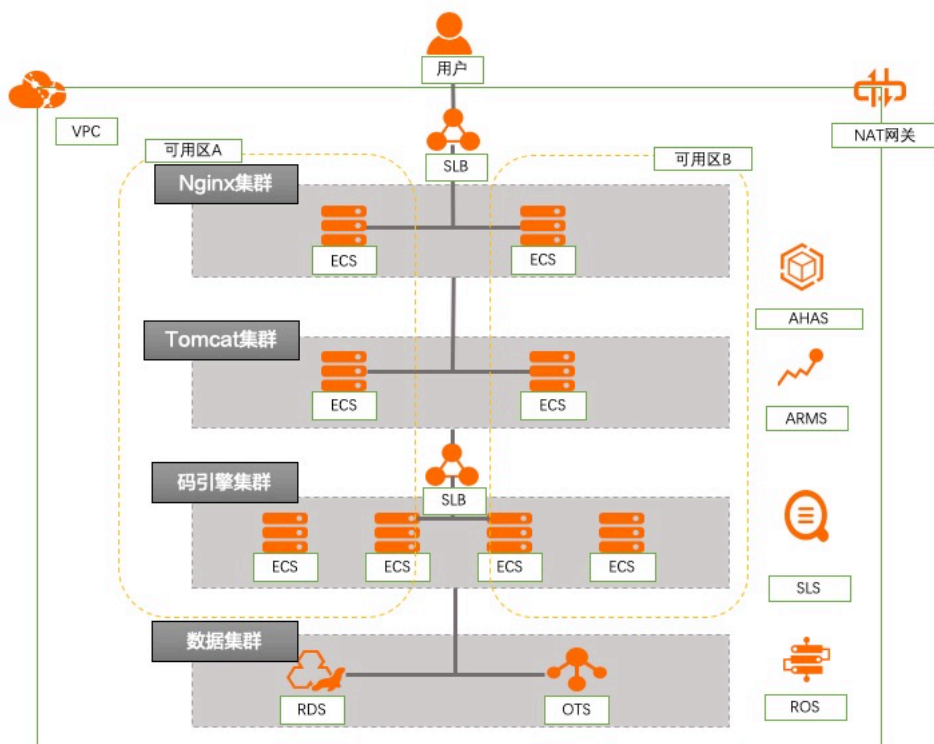 用户
VPC
NAT网关
可用区A
SLB
可用区B
Nginx集群
ECS
ECS
AHAS
Tomcat集群
ECS
ECS
ARMS
码引擎集群
SLB
ECS
ECS
ECS
ECS
SLS
数据集群
RDS
OTS
ROS